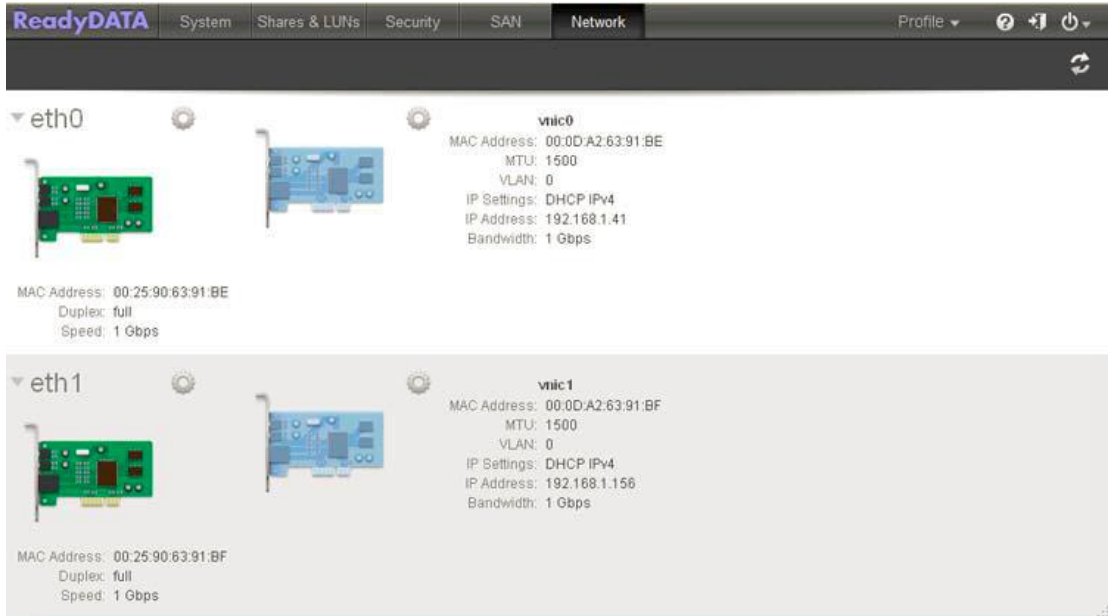 ReadyDATA System Shares & LUNs Security SAN Network Profile
eth0
vnic0
MAC Address: 00:0D:A2:63:91:BE
MTU: 1500
VLAN: 0
IP Settings: DHCP IPv4
IP Address: 192.168.1.41
Bandwidth: 1 Gbps
MAC Address: 00:25:90:63:91:BE
Duplex: full
Speed: 1 Gbps
eth1
vnic1
MAC Address: 00:0D:A2:63:91:BF
MTU: 1500
VLAN: 0
IP Settings: DHCP IPv4
IP Address: 192.168.1.156
Bandwidth: 1 Gbps
MAC Address: 00:25:90:63:91:BF
Duplex: full
Speed: 1 Gbps